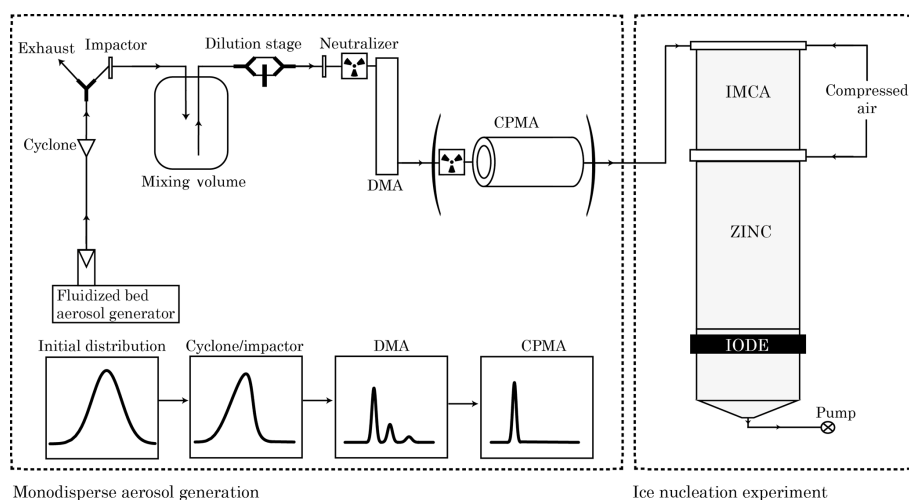 Exhaust
Impactor
Dilution stage
Neutralizer
Cyclone
Mixing volume
DMA
CPMA
Fluidized bed
aerosol generator
Initial distribution
Cyclone/impactor
DMA
CPMA
IMCA
Compressed
air
ZINC
IODE
Pump
Monodisperse aerosol generation
Ice nucleation experiment